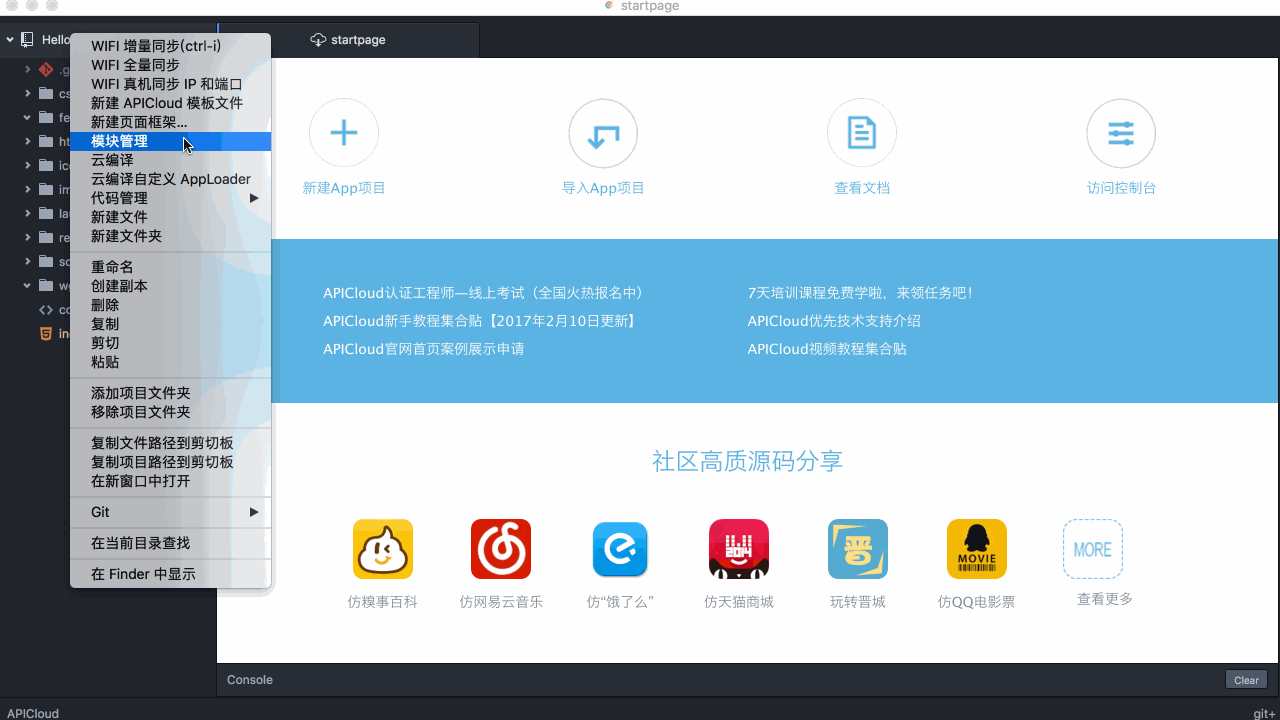 startpage
Hello
startpage
WIFI 增量同步(ctrl-i)
WIFI 全量同步
WIFI 真机同步 IP 和端口
新建 APICloud 模板文件
新建页面框架...
模块管理
云编译
云编译自定义 AppLoader
代码管理
新建文件
新建文件夹
重命名
创建副本
删除
复制
剪切
粘贴
添加项目文件夹
移除项目文件夹
复制文件路径到剪切板
复制项目路径到剪切板
在新窗口中打开
Git
在当前目录查找
在 Finder 中显示
新建App项目
导入App项目
查看文档
访问控制台
APICloud认证工程师—线上考试（全国火热报名中）
7天培训课程免费学啦，来领任务吧！
APICloud新手教程集合贴【2017年2月10日更新】
APICloud优先技术支持介绍
APICloud官网首页案例展示申请
APICloud视频教程集合贴
社区高质源码分享
MOVIE
MORE
仿糗事百科
仿网易云音乐
仿“饿了么”
仿天猫商城
玩转晋城
仿QQ电影票
查看更多
Console
Clear
APICloud
git+